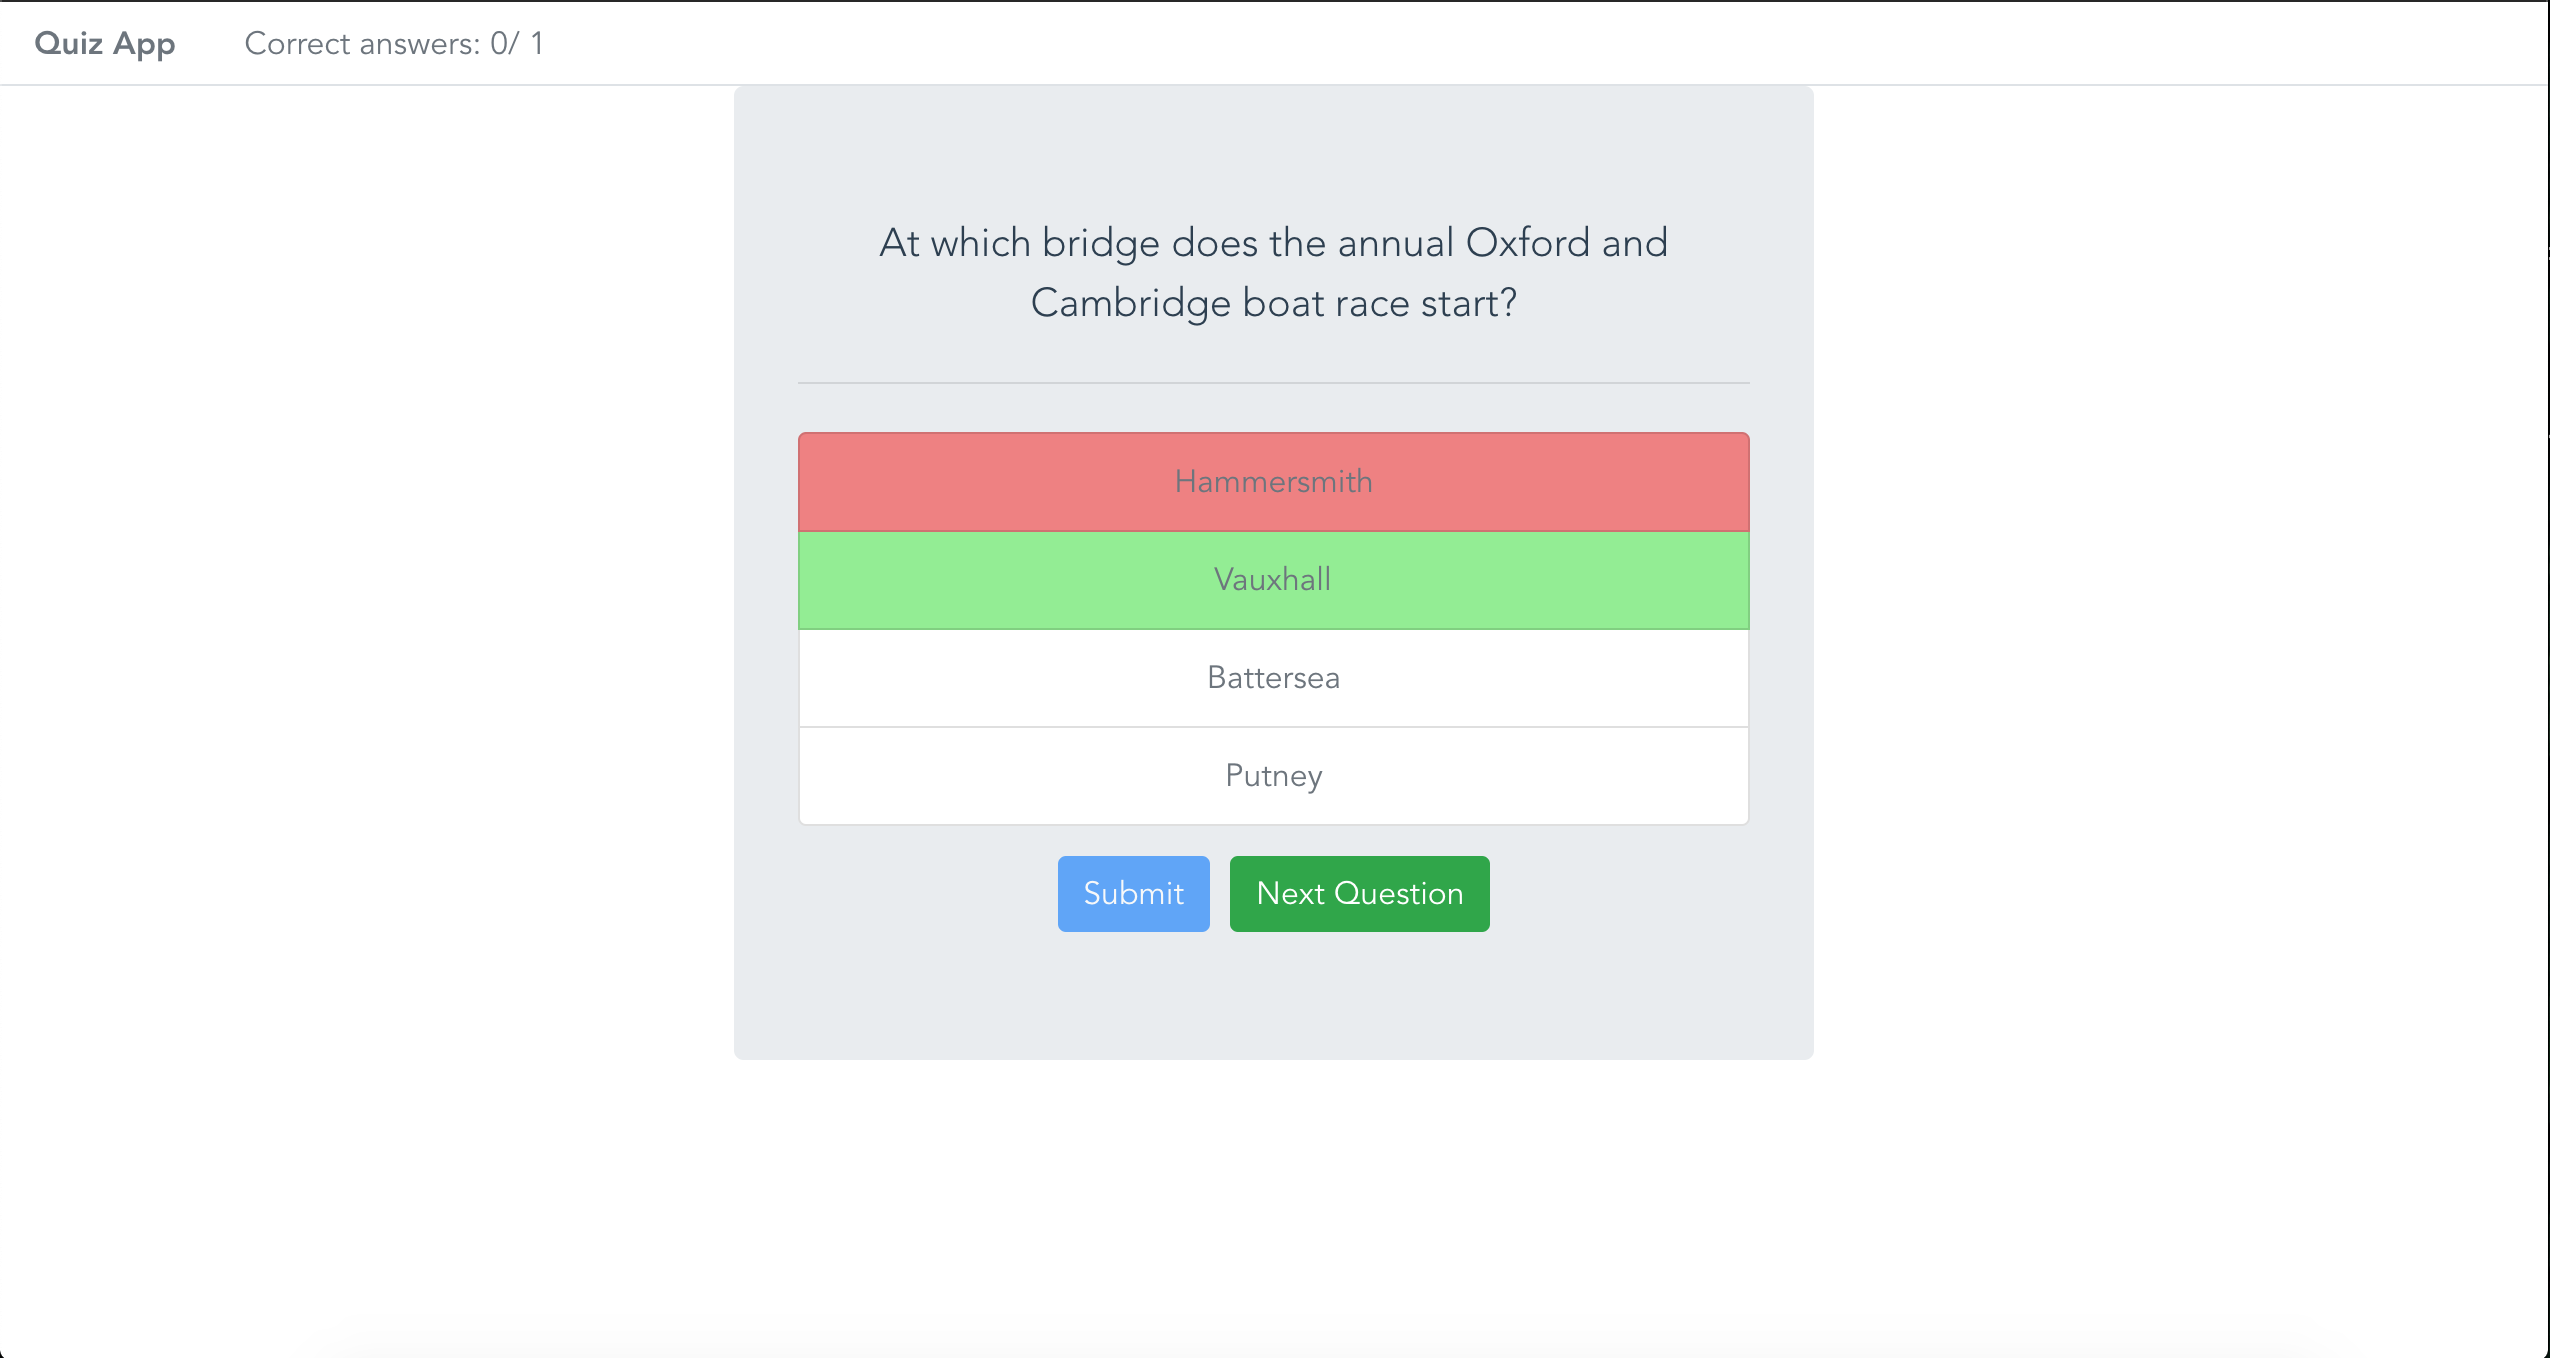 Quiz App Correct answers: 0/ 1
At which bridge does the annual Oxford and
Cambridge boat race start?
Hammersmith
Vauxhall
Battersea
Putney
Submit Next Question